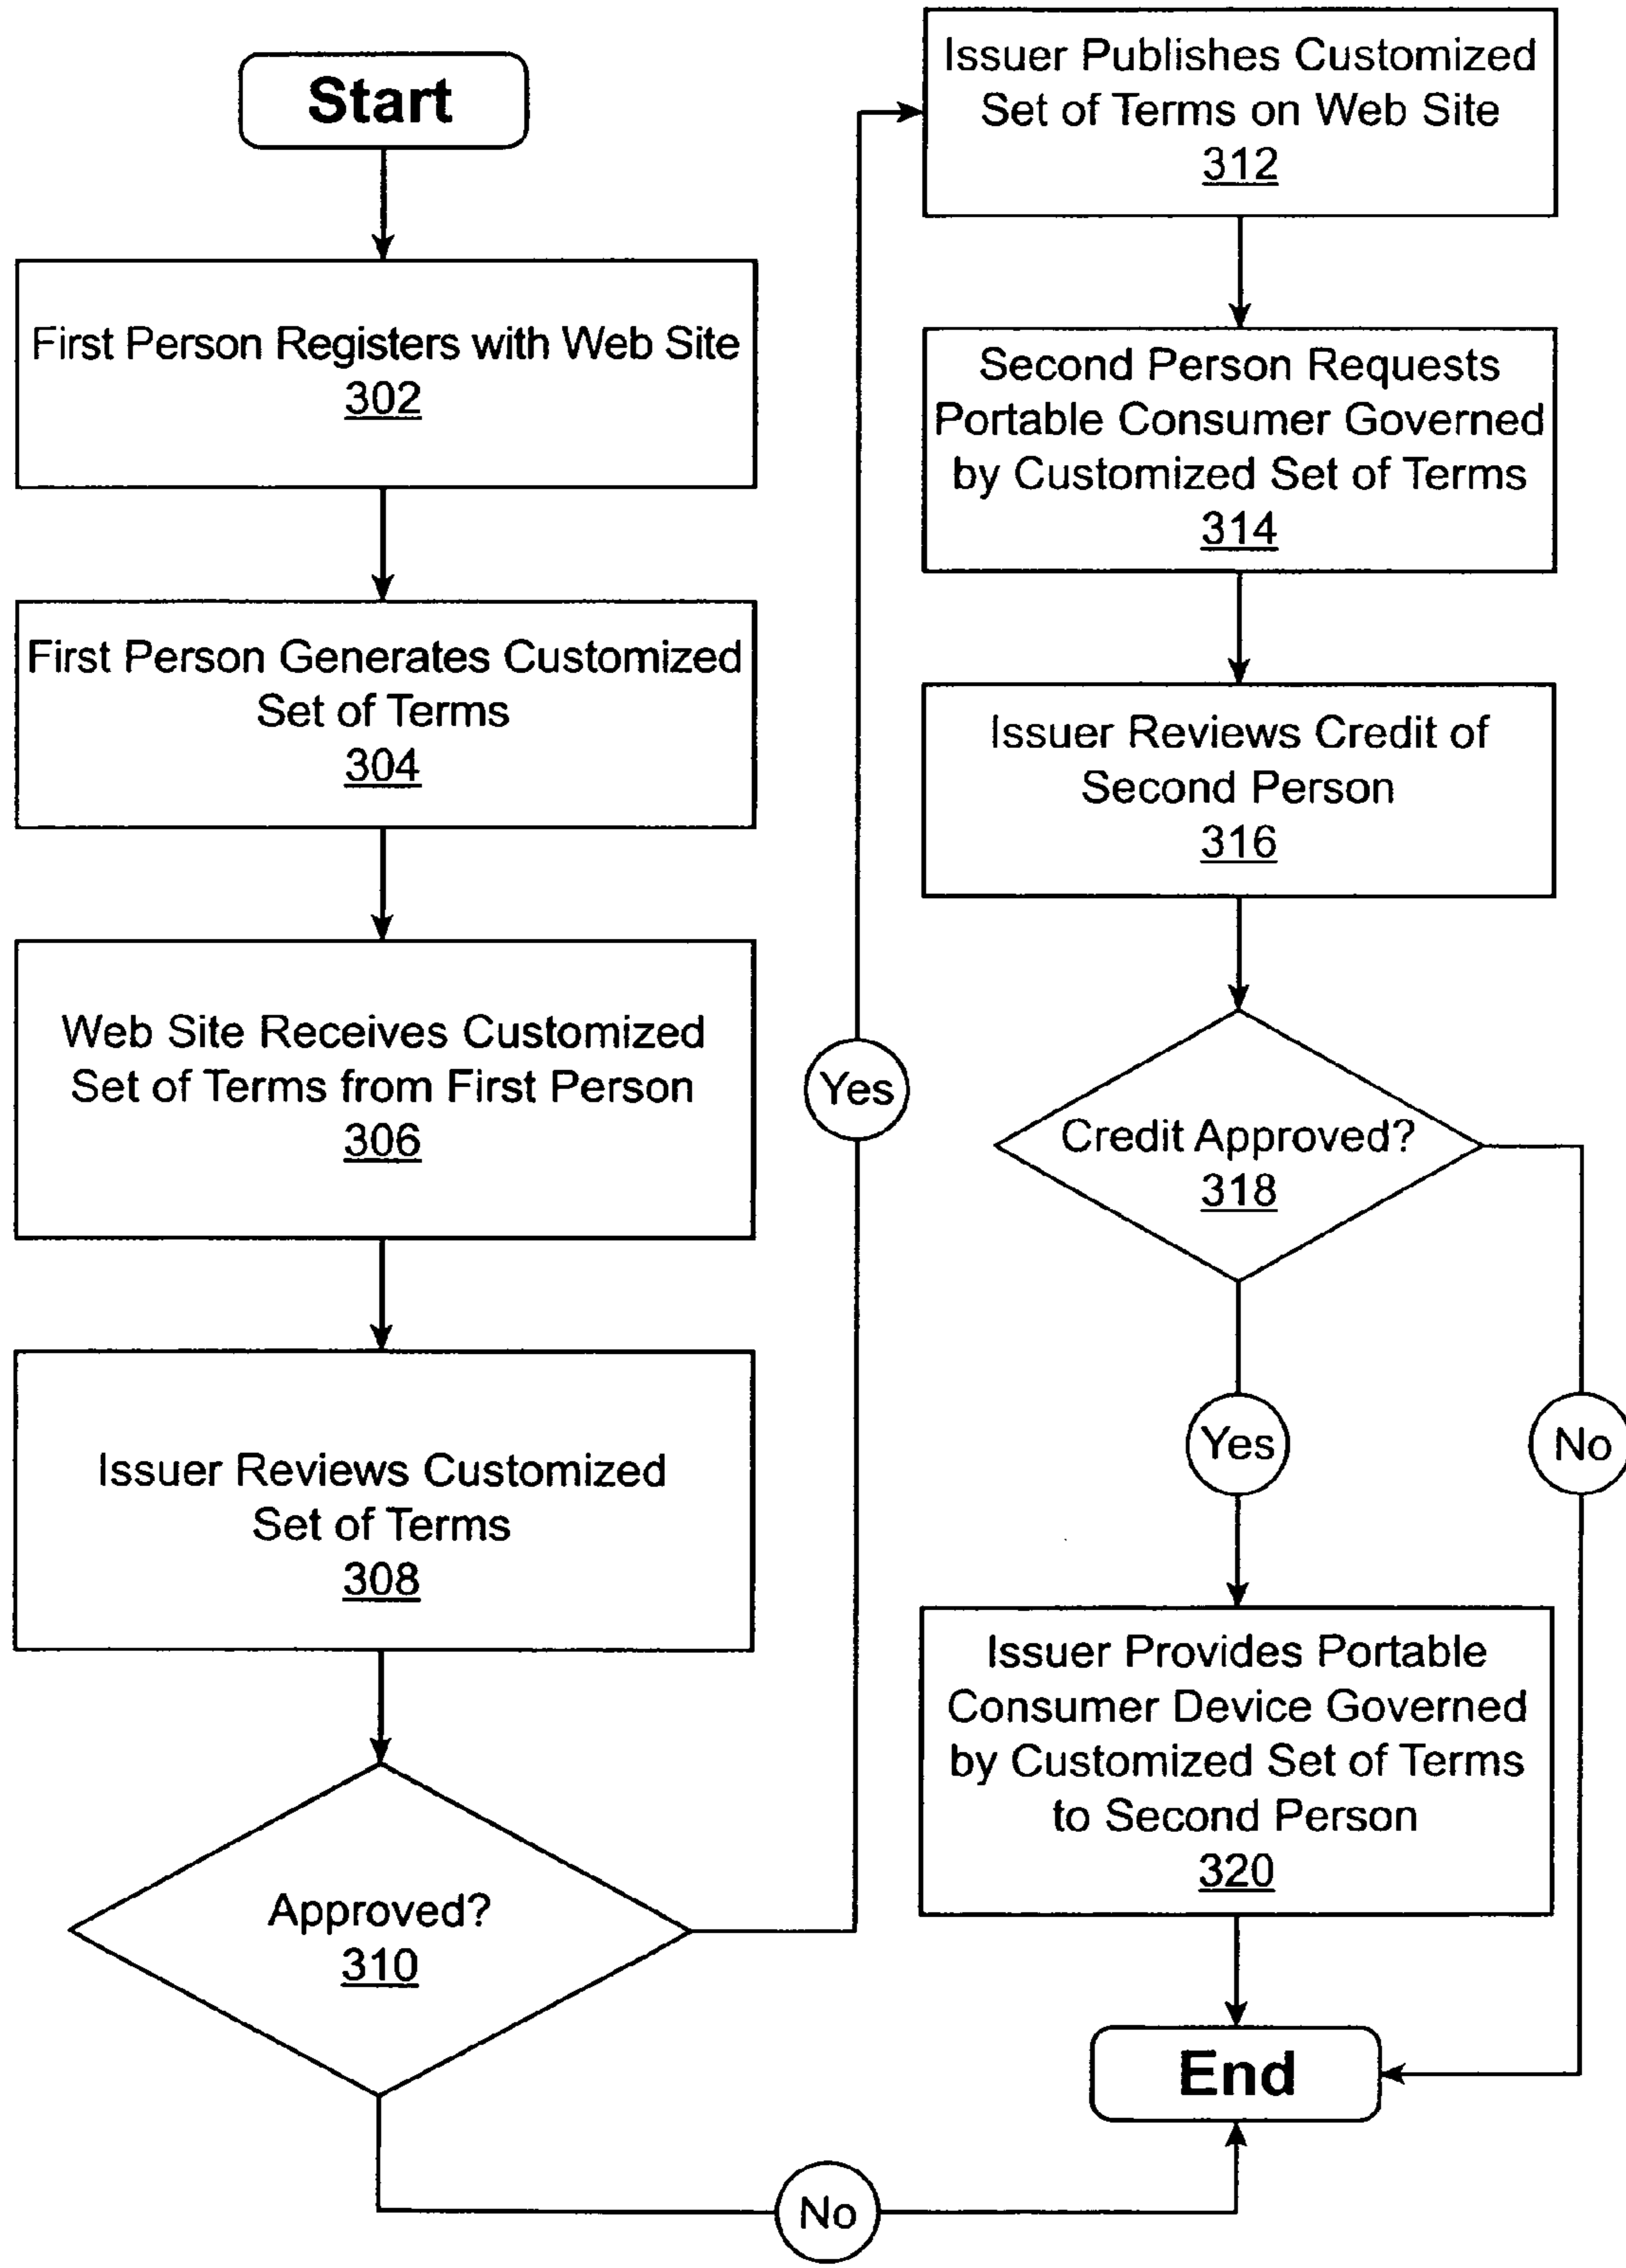 Start
First Person Registers with Web Site
302
First Person Generates Customized
Set of Terms
304
Web Site Receives Customized
Set of Terms from First Person
306
Issuer Reviews Customized
Set of Terms
308
Approved?
310
No
Yes
Issuer Publishes Customized
Set of Terms on Web Site
312
Second Person Requests
Portable Consumer Governed
by Customized Set of Terms
314
Issuer Reviews Credit of
Second Person
316
Credit Approved?
318
Yes
No
Issuer Provides Portable
Consumer Device Governed
by Customized Set of Terms
to Second Person
320
End